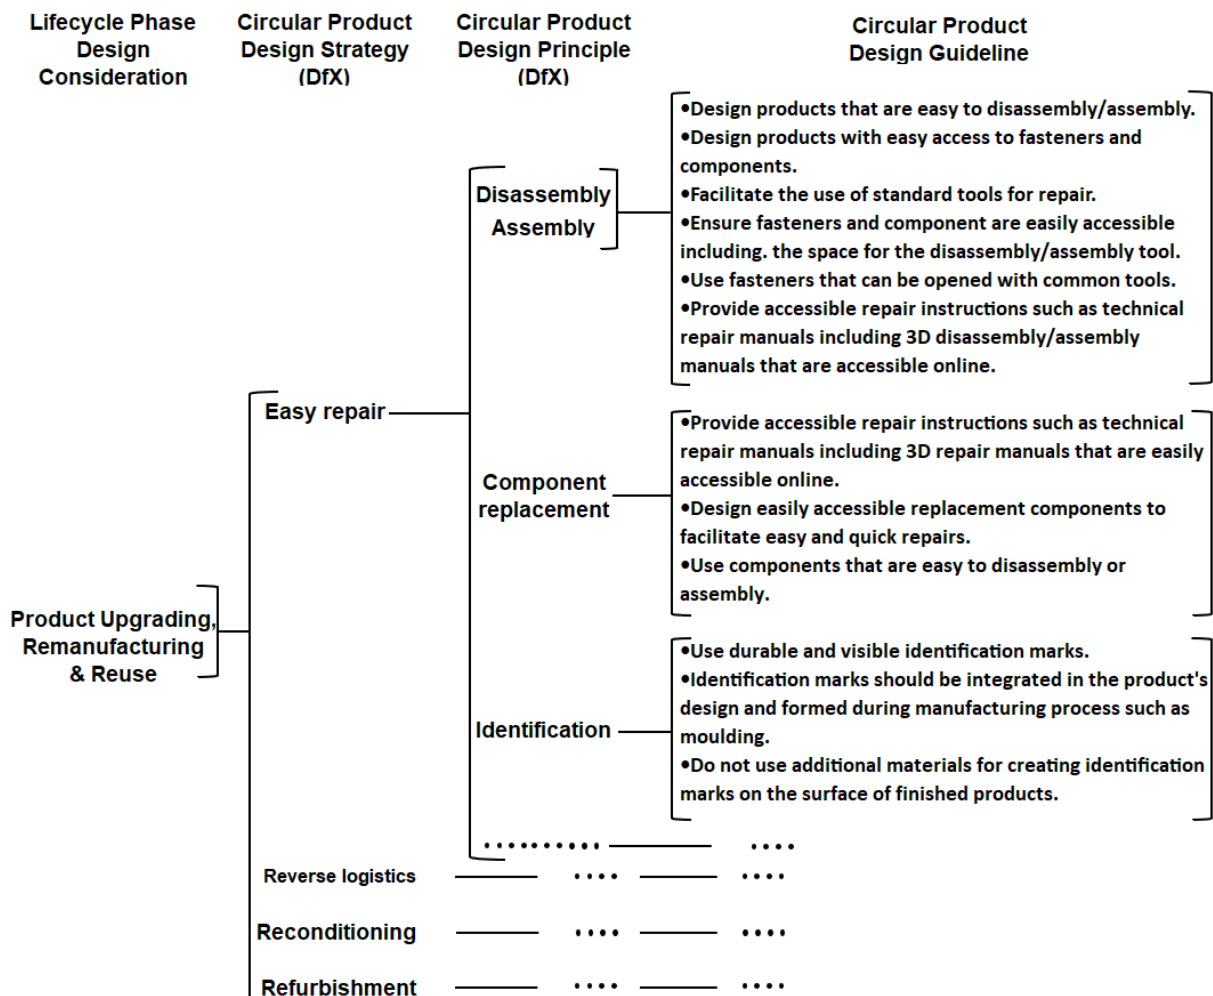 Lifecycle Phase
Design
Consideration
Circular Product
Design Strategy
(DfX)
Circular Product
Design Principle
(DfX)
Circular Product
Design Guideline
Product Upgrading,
Remanufacturing
& Reuse
Easy repair
Disassembly
Assembly
•Design products that are easy to disassembly/assembly.
•Design products with easy access to fasteners and
components.
•Facilitate the use of standard tools for repair.
•Ensure fasteners and component are easily accessible
including. the space for the disassembly/assembly tool.
•Use fasteners that can be opened with common tools.
•Provide accessible repair instructions such as technical
repair manuals including 3D disassembly/assembly
manuals that are accessible online.
Component
replacement
•Provide accessible repair instructions such as technical
repair manuals including 3D repair manuals that are easily
accessible online.
•Design easily accessible replacement components to
facilitate easy and quick repairs.
•Use components that are easy to disassembly or
assembly.
Identification
•Use durable and visible identification marks.
•Identification marks should be integrated in the product's
design and formed during manufacturing process such as
moulding.
•Do not use additional materials for creating identification
marks on the surface of finished products.
Reverse logistics
Reconditioning
Refurbishment